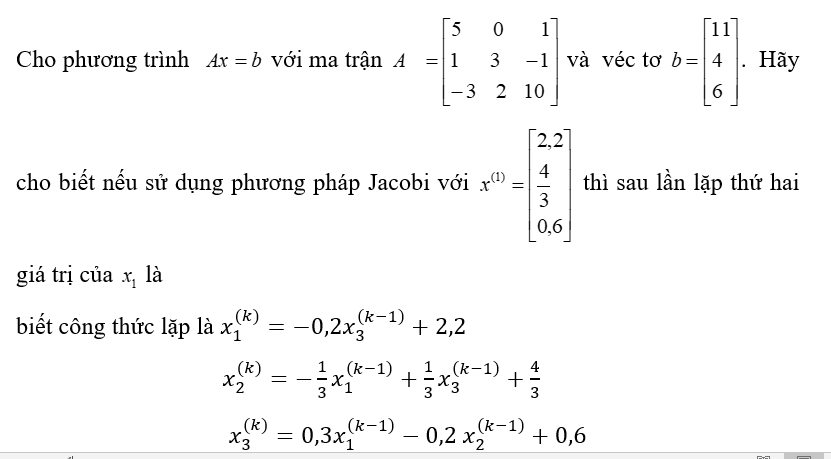 Cho phương trình Ax = b với ma trận A = [5 0 1; 1 3 −1; −3 2 10] và véc tơ b = [11; 4; 6]. Hãy
cho biết nếu sử dụng phương pháp Jacobi với x^(1) = [2,2; 4/3; 0,6] thì sau lần lặp thứ hai
giá trị của x₁ là
biết công thức lặp là x₁^(k) = −0,2x₃^(k−1) + 2,2
x₂^(k) = −1/3 x₁^(k−1) + 1/3 x₃^(k−1) + 4/3
x₃^(k) = 0,3x₁^(k−1) − 0,2 x₂^(k−1) + 0,6